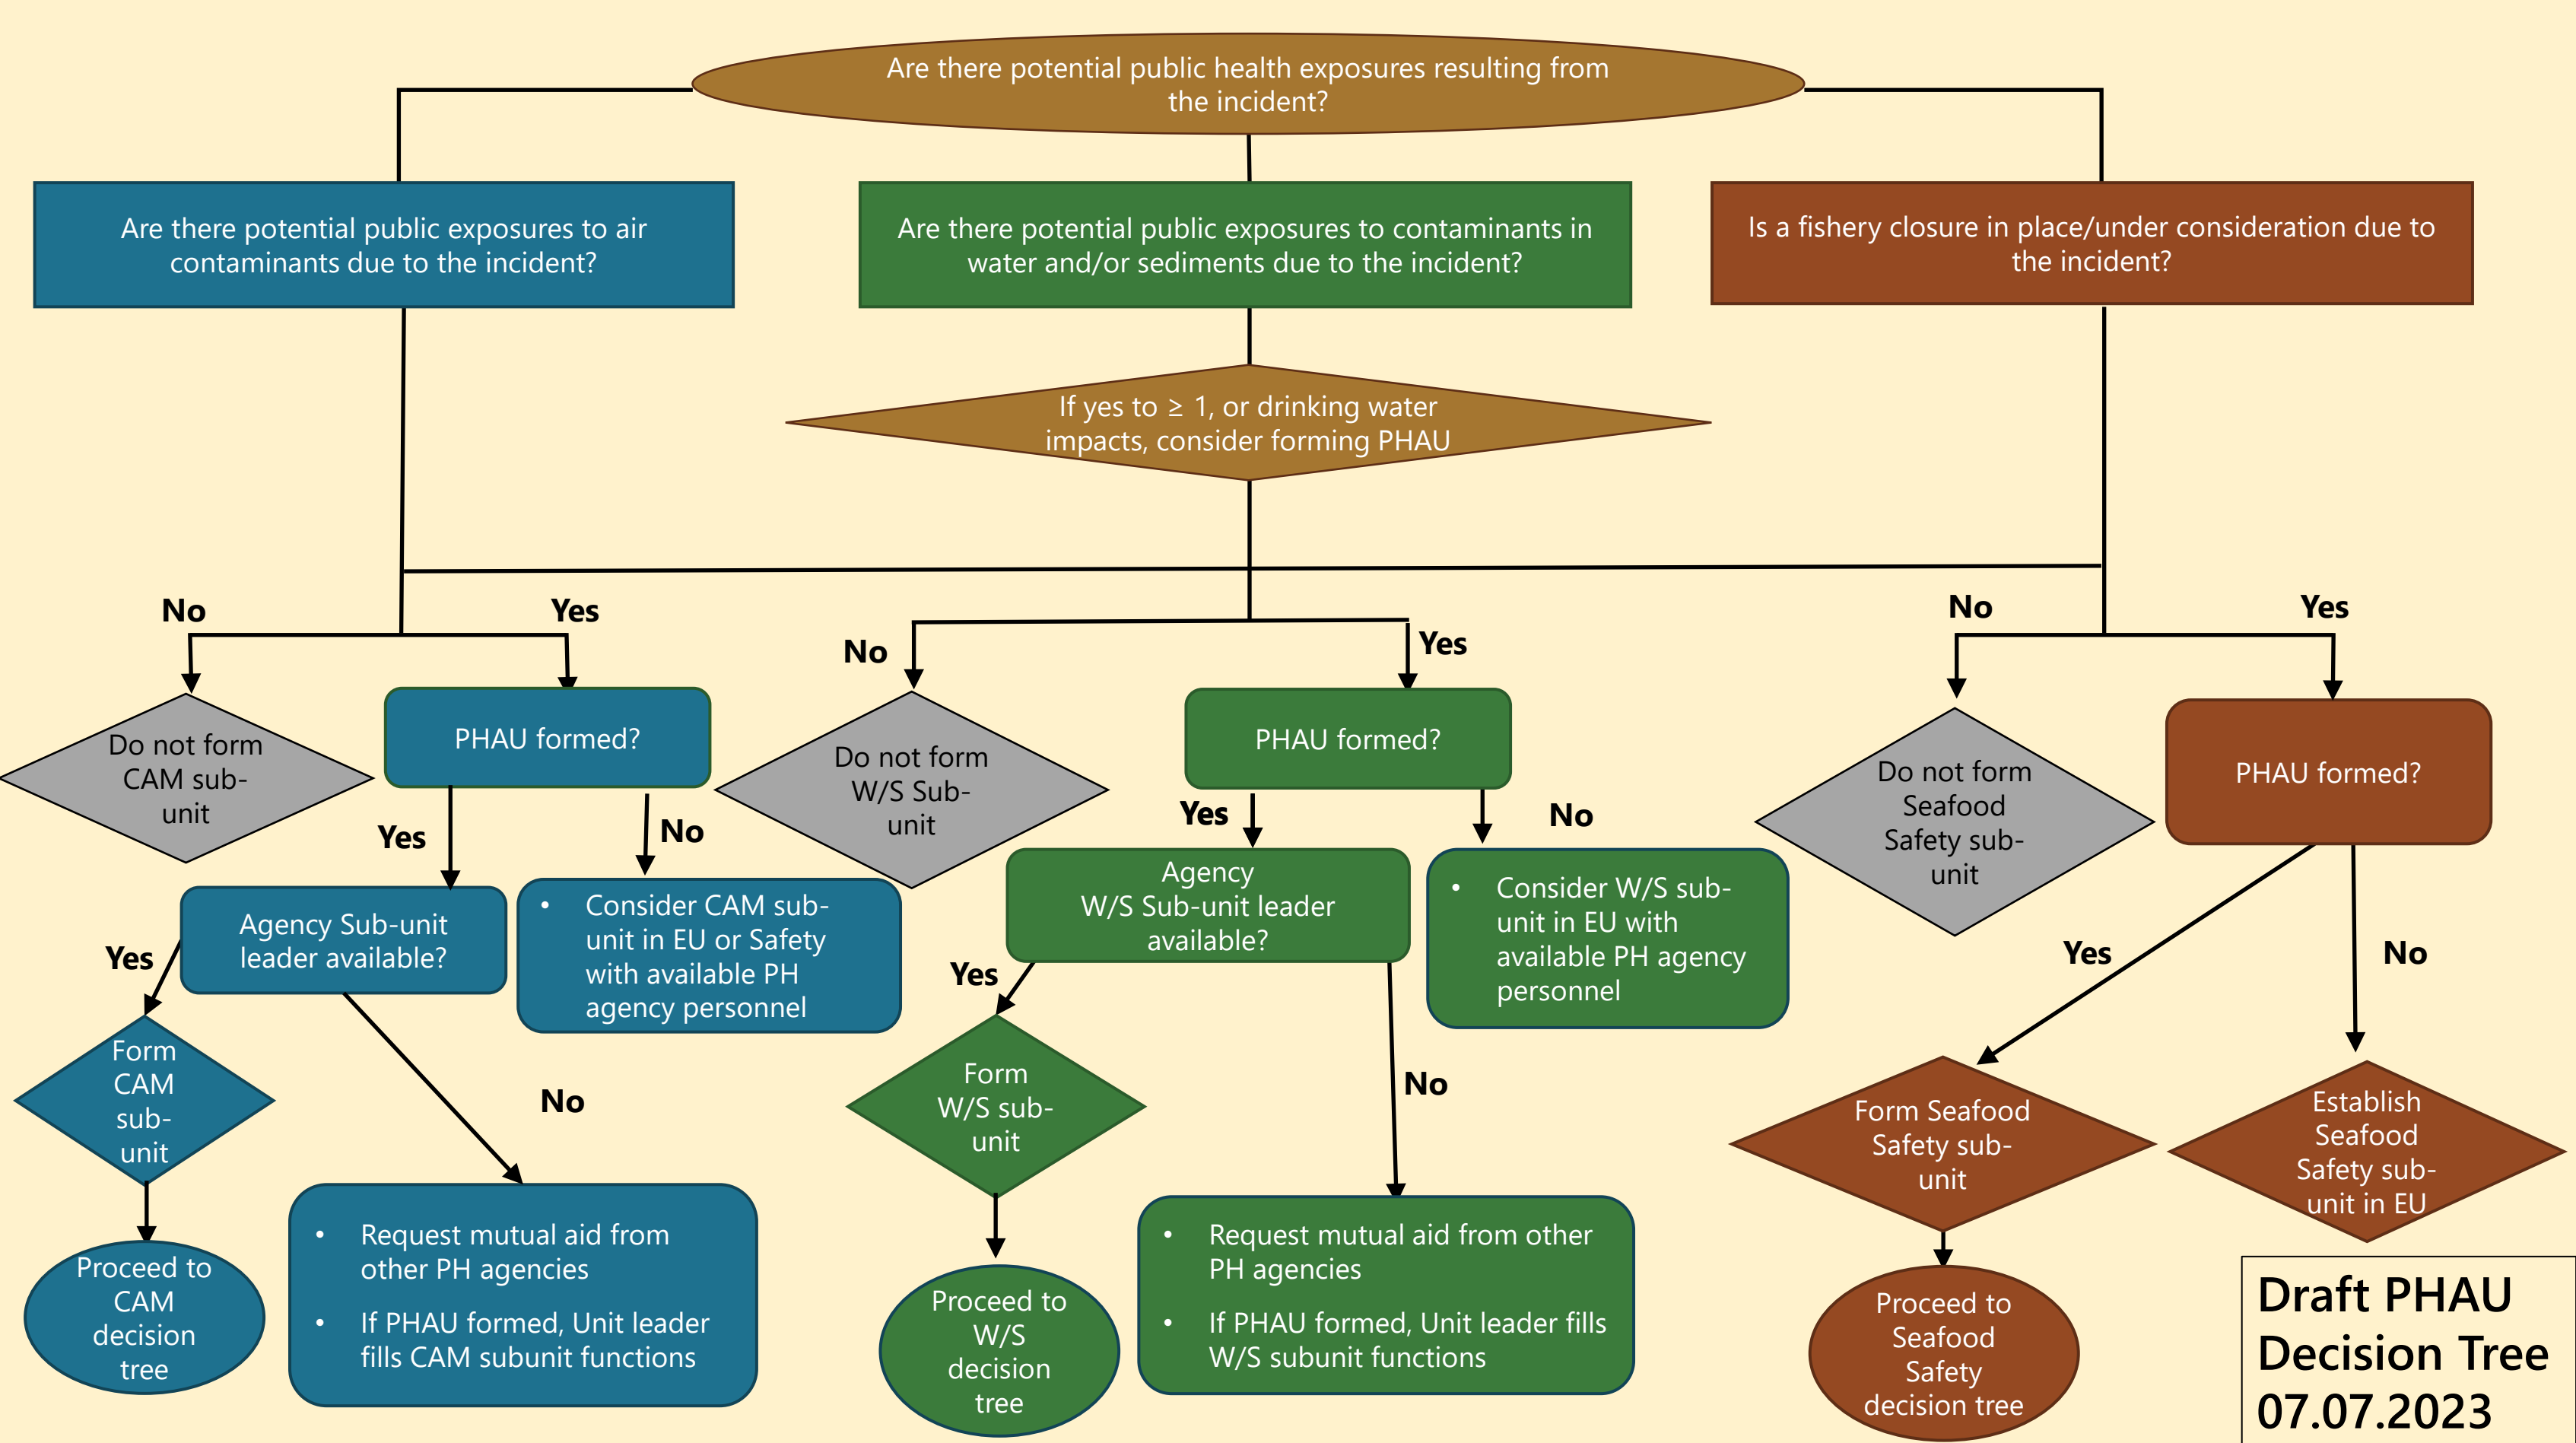 Are there potential public health exposures resulting from
the incident?
Are there potential public exposures to air
contaminants due to the incident?
Are there potential public exposures to contaminants in
water and/or sediments due to the incident?
Is a fishery closure in place/under consideration due to
the incident?
If yes to ≥ 1, or drinking water
impacts, consider forming PHAU
No
Yes
No
Yes
No
Yes
Do not form
CAM sub-
unit
PHAU formed?
Yes
No
Agency Sub-unit
leader available?
• Consider CAM sub-
unit in EU or Safety
with available PH
agency personnel
Yes
No
Form
CAM
sub-
unit
Proceed to
CAM
decision
tree
• Request mutual aid from
other PH agencies
• If PHAU formed, Unit leader
fills CAM subunit functions
Do not form
W/S Sub-
unit
PHAU formed?
Yes
No
Agency
W/S Sub-unit leader
available?
• Consider W/S sub-
unit in EU with
available PH agency
personnel
Yes
No
Form
W/S sub-
unit
Proceed to
W/S
decision
tree
• Request mutual aid from other
PH agencies
• If PHAU formed, Unit leader fills
W/S subunit functions
Do not form
Seafood
Safety sub-
unit
PHAU formed?
Yes
No
Form Seafood
Safety sub-
unit
Establish
Seafood
Safety sub-
unit in EU
Proceed to
Seafood
Safety
decision tree
Draft PHAU
Decision Tree
07.07.2023